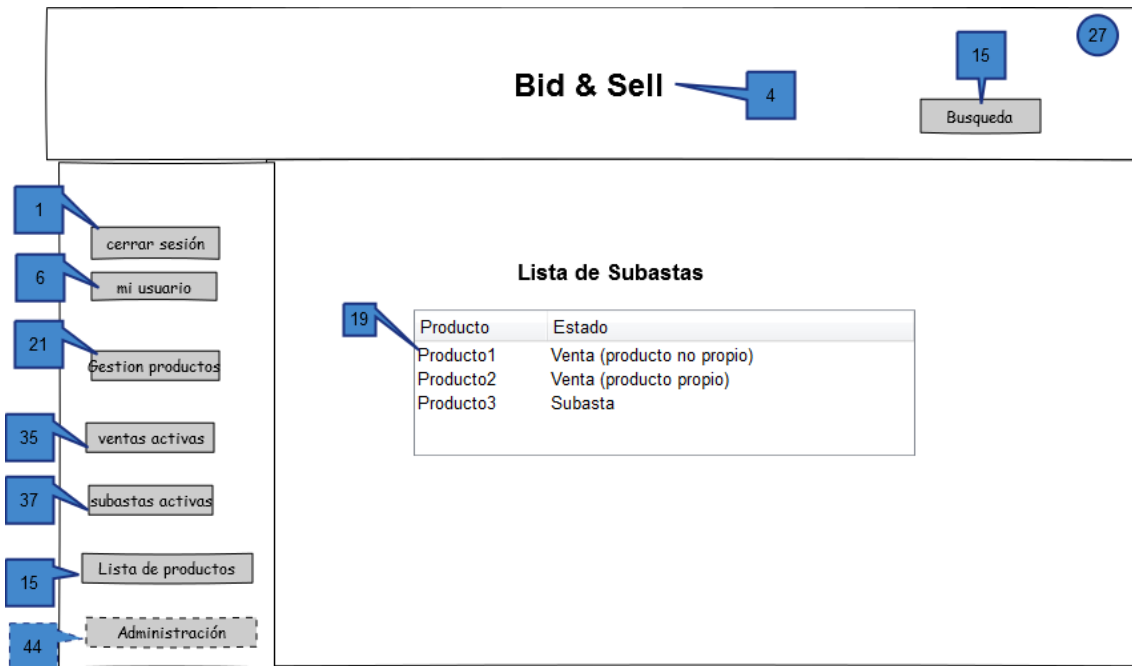 27
15
Bid & Sell
4
Busqueda
1
cerrar sesión
6
mi usuario
21
Gestion productos
35
ventas activas
37
subastas activas
15
Lista de productos
44
Administración
Lista de Subastas
19
Producto Estado
Producto1 Venta (producto no propio)
Producto2 Venta (producto propio)
Producto3 Subasta